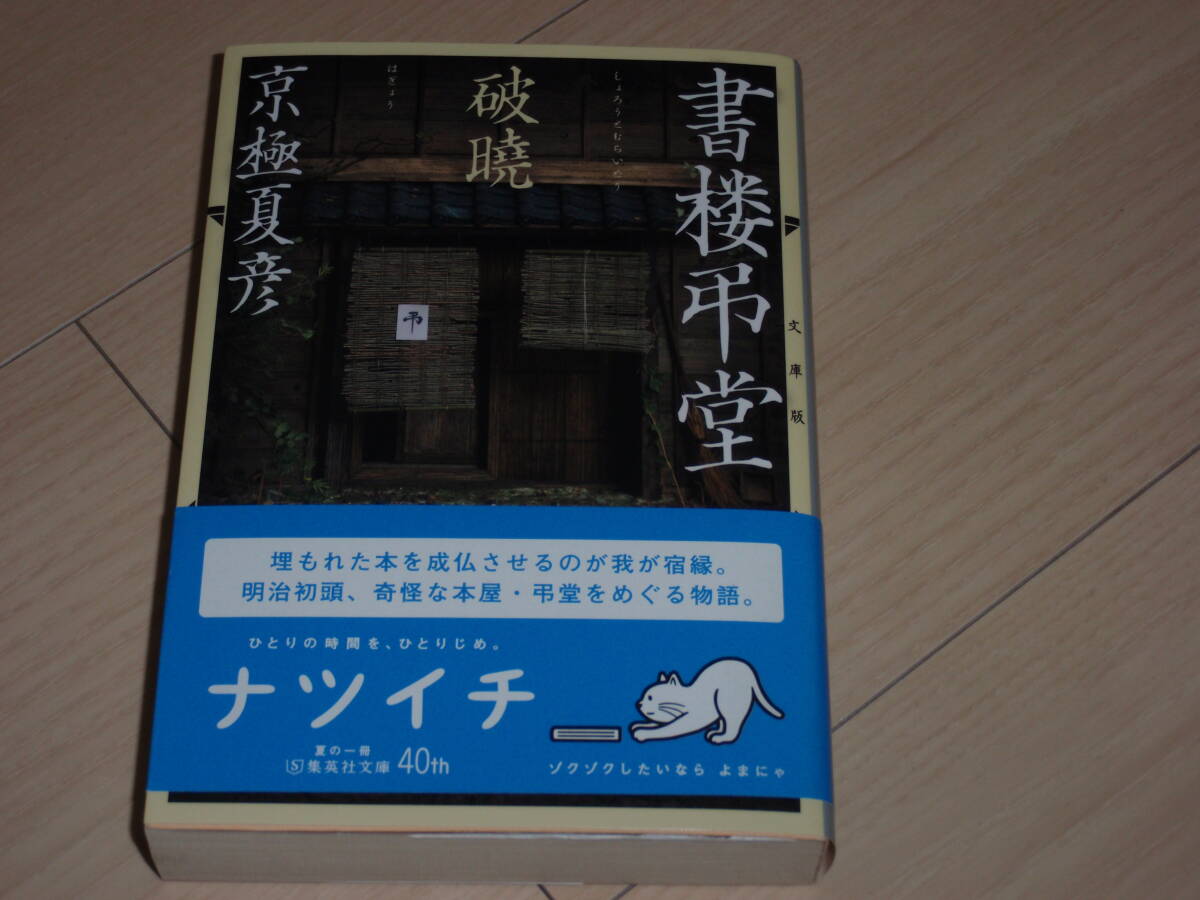 書楼弔堂
しょろうとむらいどう
破曉
はぎょう
京極夏彦
弔
文庫版
埋もれた本を成仏させるのが我が宿縁。
明治初頭、奇怪な本屋・弔堂をめぐる物語。
ひとりの時間を、ひとりじめ。
ナツイチ
夏の一冊
S集英社文庫 40th
ゾクゾクしたいなら よまにゃ